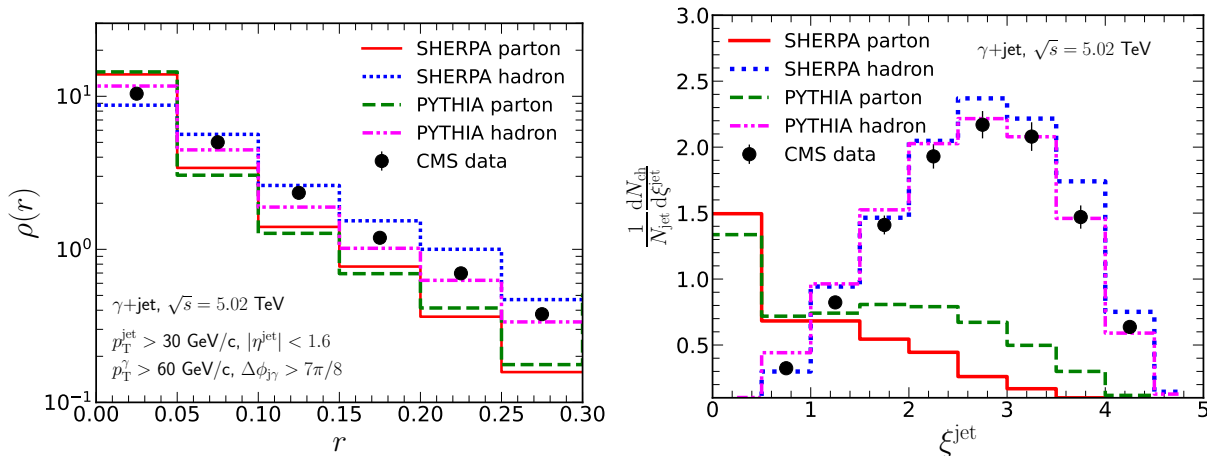 10¹
10⁰
10⁻¹
ρ(r)
SHERPA parton
SHERPA hadron
PYTHIA parton
PYTHIA hadron
CMS data
γ+jet, √s = 5.02 TeV
p_T^jet > 30 GeV/c, |η^jet| < 1.6
p_T^γ > 60 GeV/c, Δϕ_jγ > 7π/8
0.00 0.05 0.10 0.15 0.20 0.25 0.30
r
3.0
2.5
2.0
1.5
1.0
0.5
1/N_jet dN_ch/dξ^jet
SHERPA parton
SHERPA hadron
PYTHIA parton
PYTHIA hadron
CMS data
γ+jet, √s = 5.02 TeV
0 1 2 3 4 5
ξ^jet